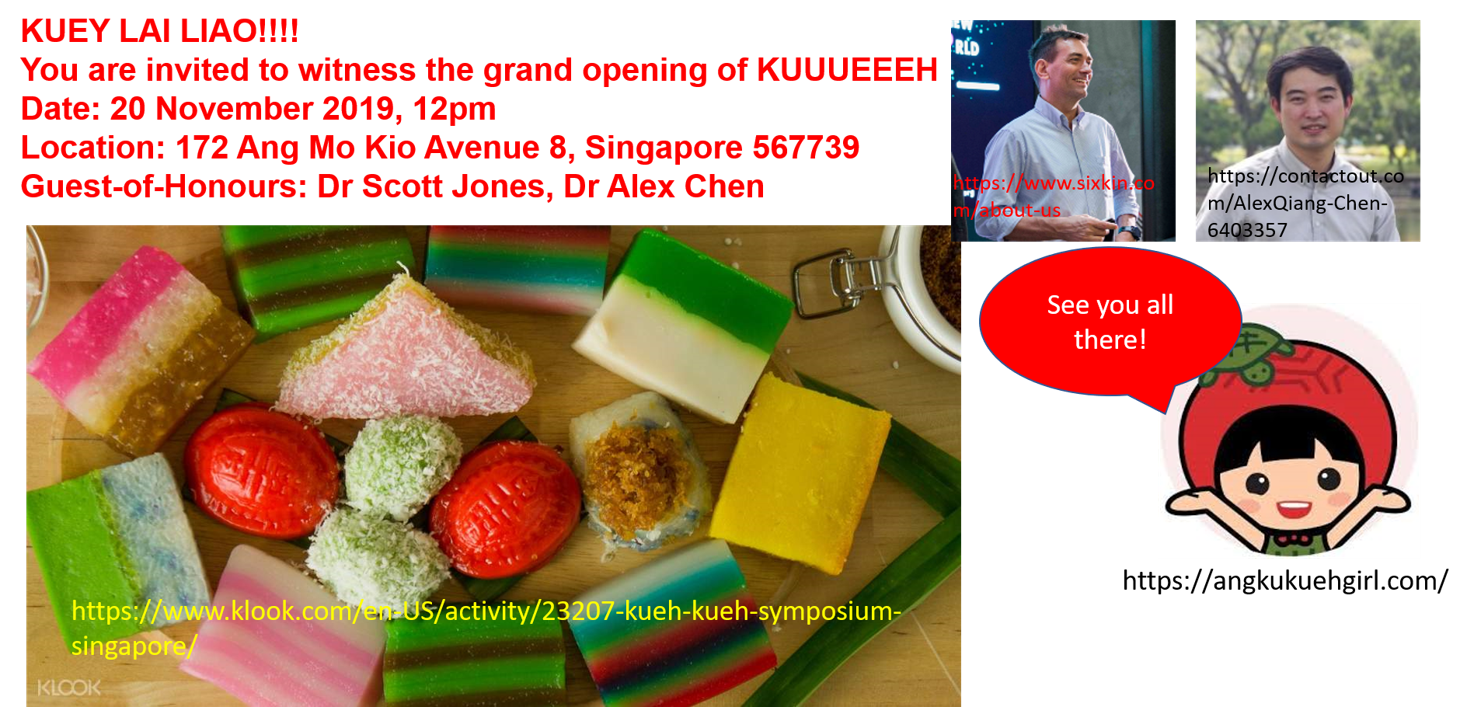 KUEY LAI LIAO!!!!
You are invited to witness the grand opening of KUUUEEEH
Date: 20 November 2019, 12pm
Location: 172 Ang Mo Kio Avenue 8, Singapore 567739
Guest-of-Honours: Dr Scott Jones, Dr Alex Chen
RLD
https://www.sixkin.co
m/about-us
https://contactout.co
m/AlexQiang-Chen-
6403357
See you all
there!
https://angkukuehgirl.com/
https://www.klook.com/en-US/activity/23207-kueh-kueh-symposium-
singapore/
KLOOK